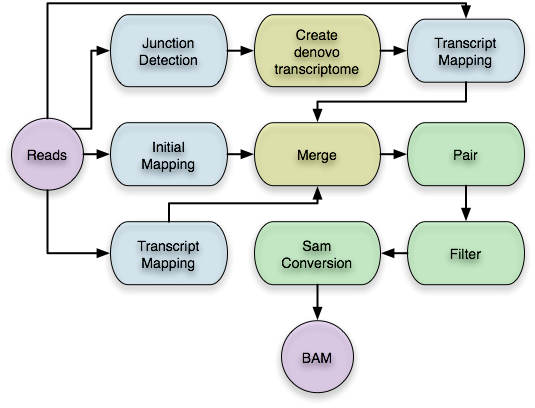 Junction
Detection
Create
denovo
transcriptome
Transcript
Mapping
Reads
Initial
Mapping
Merge
Pair
Transcript
Mapping
Sam
Conversion
Filter
BAM